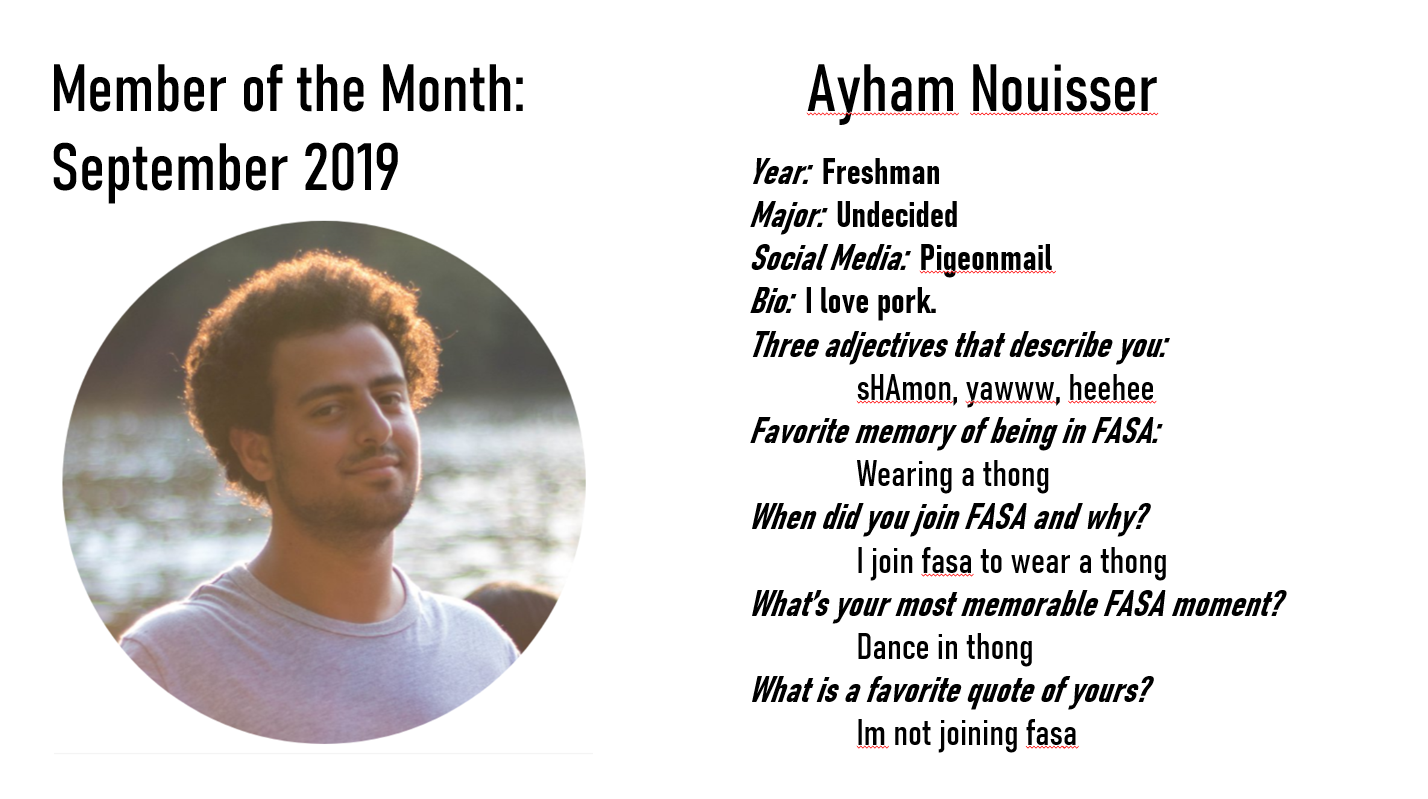 Member of the Month:
September 2019
Ayham Nouisser
Year: Freshman
Major: Undecided
Social Media: Pigeonmail
Bio: I love pork.
Three adjectives that describe you:
sHAmon, yawww, heehee
Favorite memory of being in FASA:
Wearing a thong
When did you join FASA and why?
I join fasa to wear a thong
What's your most memorable FASA moment?
Dance in thong
What is a favorite quote of yours?
Im not joining fasa